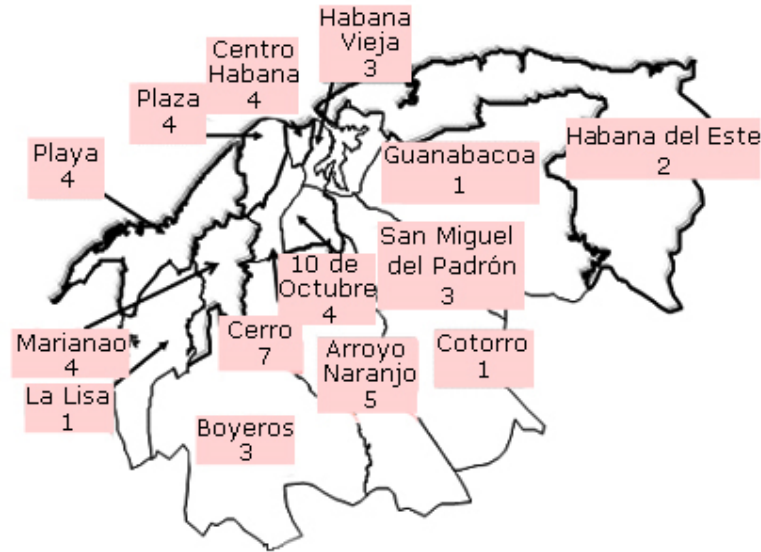 Habana
Vieja
3
Centro
Habana
4
Plaza
4
Playa
4
Guanabacoa
1
Habana del Este
2
San Miguel
del Padrón
3
10 de
Octubre
4
Marianao
4
Cerro
7
Arroyo
Naranjo
5
Cotorro
1
La Lisa
1
Boyeros
3